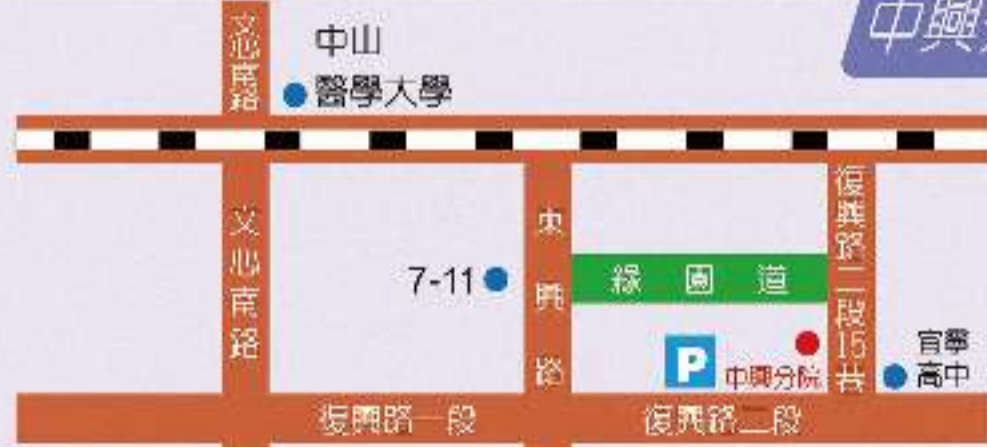 中興
文心南路
中山
醫學大學
文心南路
7-11
東興路
綠園道
復興路二段15巷
P
中興分院
宜寧
高中
復興路一段
復興路二段